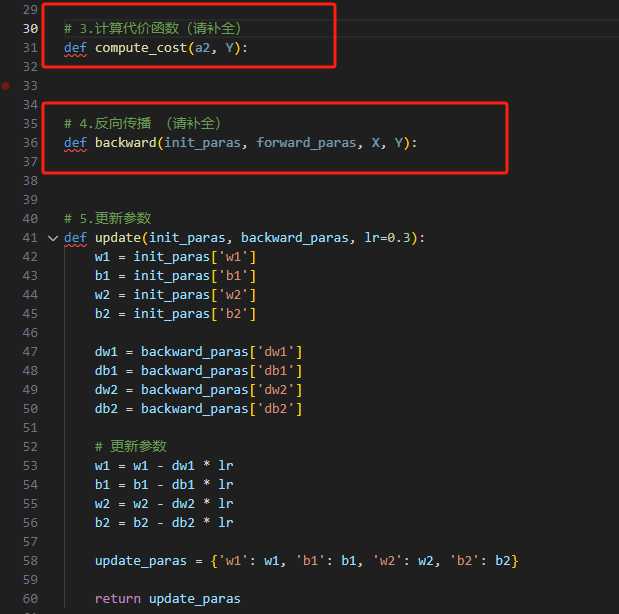 29
30 # 3.计算代价函数（请补全）
31 def compute_cost(a2, Y):
32
33
34
35 # 4.反向传播 （请补全）
36 def backward(init_paras, forward_paras, X, Y):
37
38
39
40 # 5.更新参数
41 def update(init_paras, backward_paras, lr=0.3):
42 w1 = init_paras['w1']
43 b1 = init_paras['b1']
44 w2 = init_paras['w2']
45 b2 = init_paras['b2']
46
47 dw1 = backward_paras['dw1']
48 db1 = backward_paras['db1']
49 dw2 = backward_paras['dw2']
50 db2 = backward_paras['db2']
51
52 # 更新参数
53 w1 = w1 - dw1 * lr
54 b1 = b1 - db1 * lr
55 w2 = w2 - dw2 * lr
56 b2 = b2 - db2 * lr
57
58 update_paras = {'w1': w1, 'b1': b1, 'w2': w2, 'b2': b2}
59
60 return update_paras